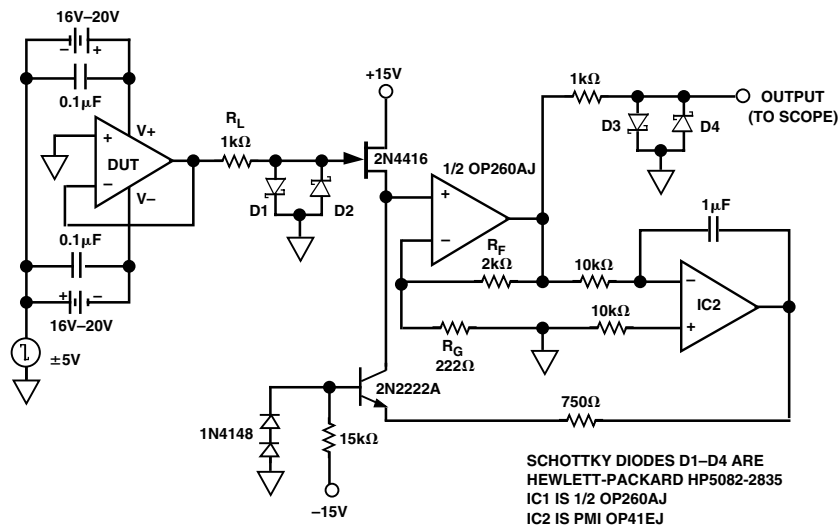 16V–20V
– +
0.1µF
+15V
1kΩ
OUTPUT
(TO SCOPE)
R_L
1kΩ
V+
+
DUT
–
V–
2N4416
D3
D4
1/2 OP260AJ
+
–
D1
D2
1µF
0.1µF
R_F
2kΩ
10kΩ
–
IC2
+
+ –
16V–20V
10kΩ
±5V
R_G
222Ω
2N2222A
750Ω
1N4148
15kΩ
–15V
SCHOTTKY DIODES D1–D4 ARE
HEWLETT-PACKARD HP5082-2835
IC1 IS 1/2 OP260AJ
IC2 IS PMI OP41EJ